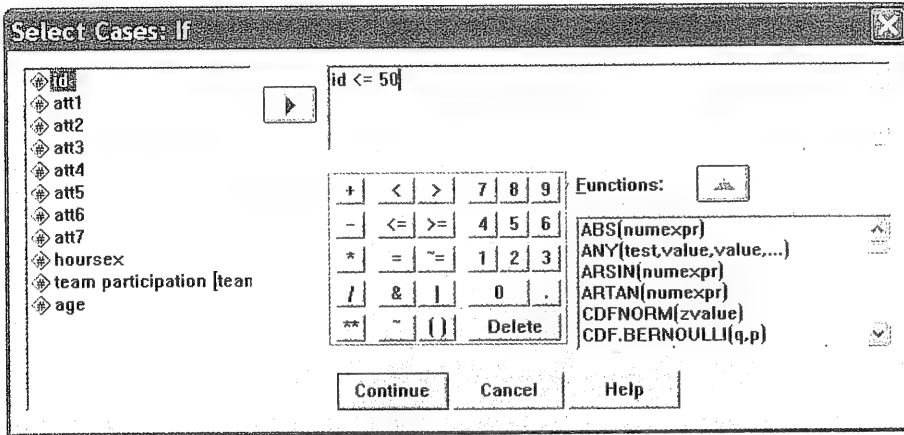 Select Cases: If
id
att1
att2
att3
att4
att5
att6
att7
hoursex
team participation [tean
age
id <= 50
+ < > 7 8 9
- <= >= 4 5 6
* = ~= 1 2 3
/ & | 0 .
** ~ () Delete
Functions:
ABS(numexpr)
ANY(test,value,value,...)
ARSIN(numexpr)
ARTAN(numexpr)
CDFNORM(zvalue)
CDF.BERNOULLI(q,p)
Continue Cancel Help